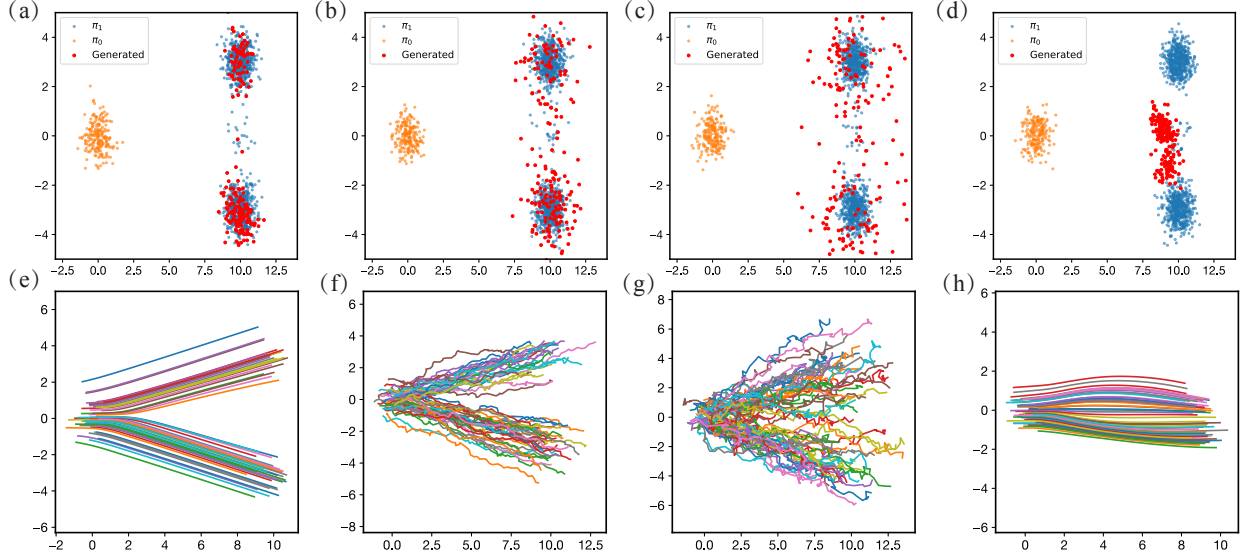 (a) (b) (c) (d)
π₁ π₁ π₁ π₁
π₀ π₀ π₀ π₀
Generated Generated Generated Generated
4 4 4 4
2 2 2 2
0 0 0 0
−2 −2 −2 −2
−4 −4 −4 −4
−2.5 0.0 2.5 5.0 7.5 10.0 12.5 −2.5 0.0 2.5 5.0 7.5 10.0 12.5 −2.5 0.0 2.5 5.0 7.5 10.0 12.5 −2.5 0.0 2.5 5.0 7.5 10.0 12.5
(e) (f) (g) (h)
6 6 8 6
4 4 6 4
2 2 4 2
0 0 2 0
−2 −2 0 −2
−4 −4 −2 −4
−6 −6 −4 −6
−8 −6
−2 0 2 4 6 8 10 0.0 2.5 5.0 7.5 10.0 12.5 0.0 2.5 5.0 7.5 10.0 12.5 0 2 4 6 8 10